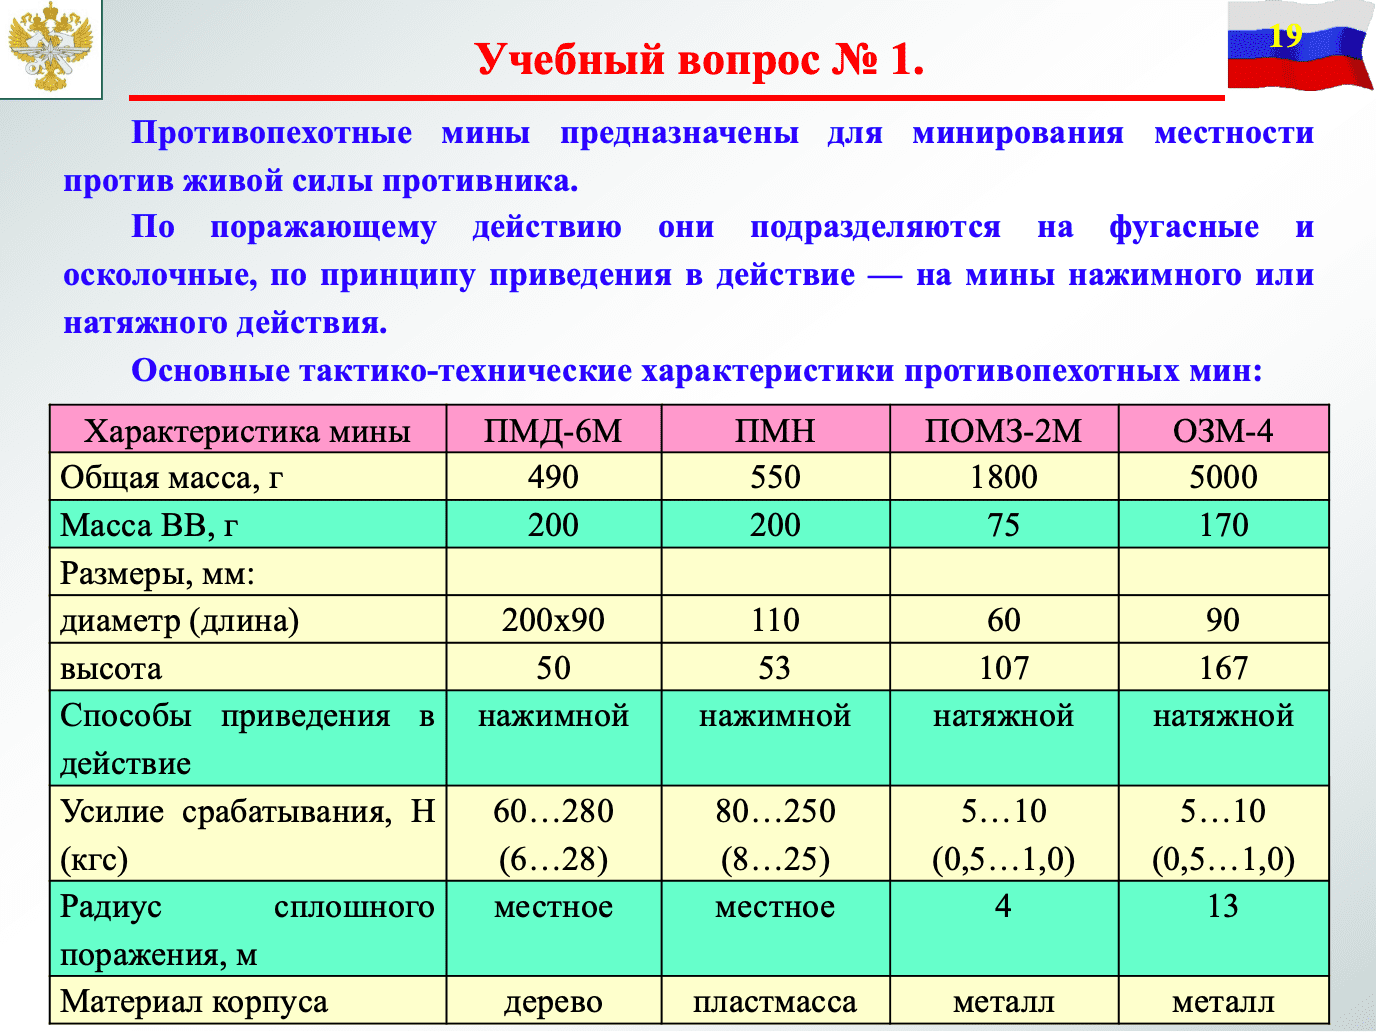 19
Учебный вопрос № 1.
Противопехотные мины предназначены для минирования местности
против живой силы противника.
По поражающему действию они подразделяются на фугасные и
осколочные, по принципу приведения в действие — на мины нажимного или
натяжного действия.
Основные тактико-технические характеристики противопехотных мин:
Характеристика мины ПМД-6М ПМН ПОМЗ-2М ОЗМ-4
Общая масса, г 490 550 1800 5000
Масса ВВ, г 200 200 75 170
Размеры, мм:
диаметр (длина) 200х90 110 60 90
высота 50 53 107 167
Способы приведения в нажимной нажимной натяжной натяжной
действие
Усилие срабатывания, Н 60…280 80…250 5…10 5…10
(кгс) (6…28) (8…25) (0,5…1,0) (0,5…1,0)
Радиус сплошного местное местное 4 13
поражения, м
Материал корпуса дерево пластмасса металл металл